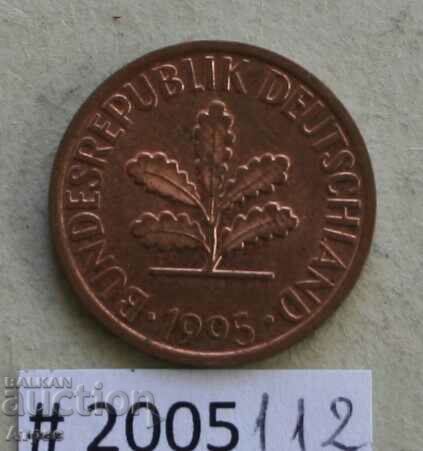 BUNDESREPUBLIK DEUTSCHLAND
· 1995 ·
BALKAN
auction
# 2005112